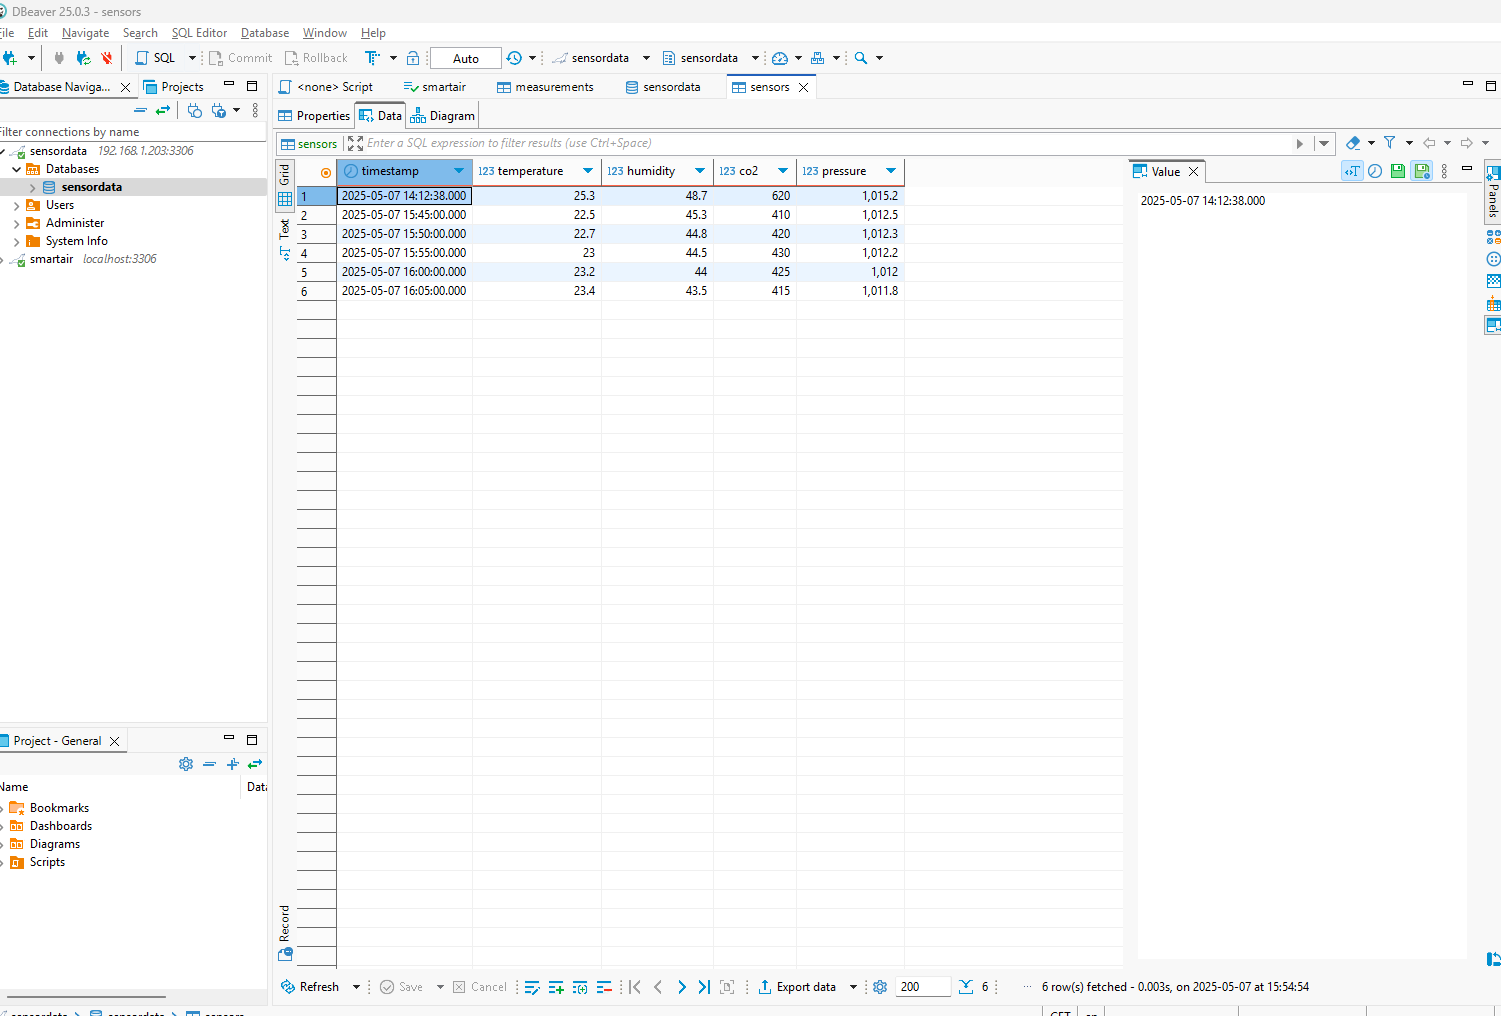 DBeaver 25.0.3 - sensors
File Edit Navigate Search SQL Editor Database Window Help
SQL Commit Rollback Auto sensordata sensordata
Database Naviga... Projects
Filter connections by name
sensordata 192.168.1.203:3306
Databases
sensordata
Users
Administer
System Info
smartair localhost:3306
Project - General
Name Data
Bookmarks
Dashboards
Diagrams
Scripts
<none> Script smartair measurements sensordata sensors
Properties Data Diagram
sensors Enter a SQL expression to filter results (use Ctrl+Space)
Grid
Text
Record
timestamp 123 temperature 123 humidity 123 co2 123 pressure
1 2025-05-07 14:12:38.000 25.3 48.7 620 1,015.2
2 2025-05-07 15:45:00.000 22.5 45.3 410 1,012.5
3 2025-05-07 15:50:00.000 22.7 44.8 420 1,012.3
4 2025-05-07 15:55:00.000 23 44.5 430 1,012.2
5 2025-05-07 16:00:00.000 23.2 44 425 1,012
6 2025-05-07 16:05:00.000 23.4 43.5 415 1,011.8
Value
2025-05-07 14:12:38.000
Panels
Refresh Save Cancel Export data 200 6 6 row(s) fetched - 0.003s, on 2025-05-07 at 15:54:54
sensordata sensordata sensors CET en